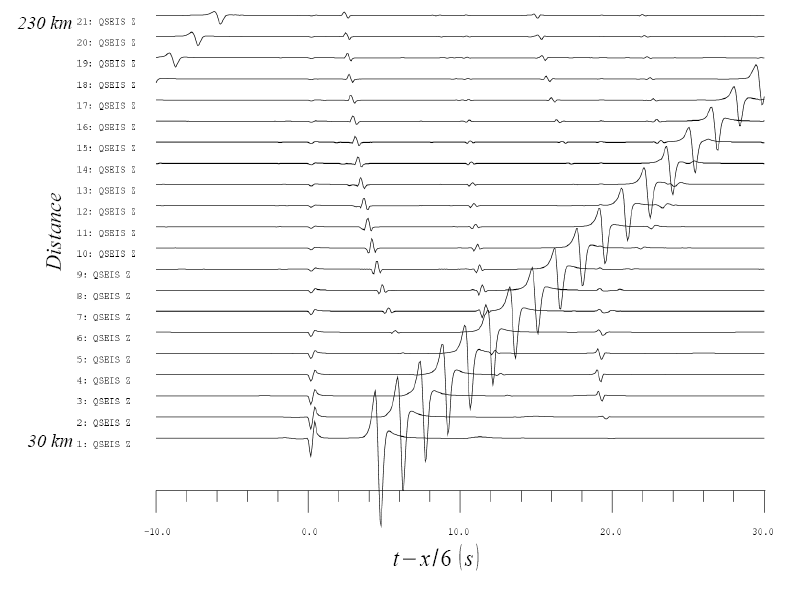 230 km 21: QSEIS Z
20: QSEIS Z
19: QSEIS Z
18: QSEIS Z
17: QSEIS Z
16: QSEIS Z
15: QSEIS Z
14: QSEIS Z
13: QSEIS Z
12: QSEIS Z
11: QSEIS Z
10: QSEIS Z
9: QSEIS Z
8: QSEIS Z
7: QSEIS Z
6: QSEIS Z
5: QSEIS Z
4: QSEIS Z
3: QSEIS Z
2: QSEIS Z
30 km 1: QSEIS Z
Distance
-10.0 0.0 10.0 20.0 30.0
t−x/6 (s)